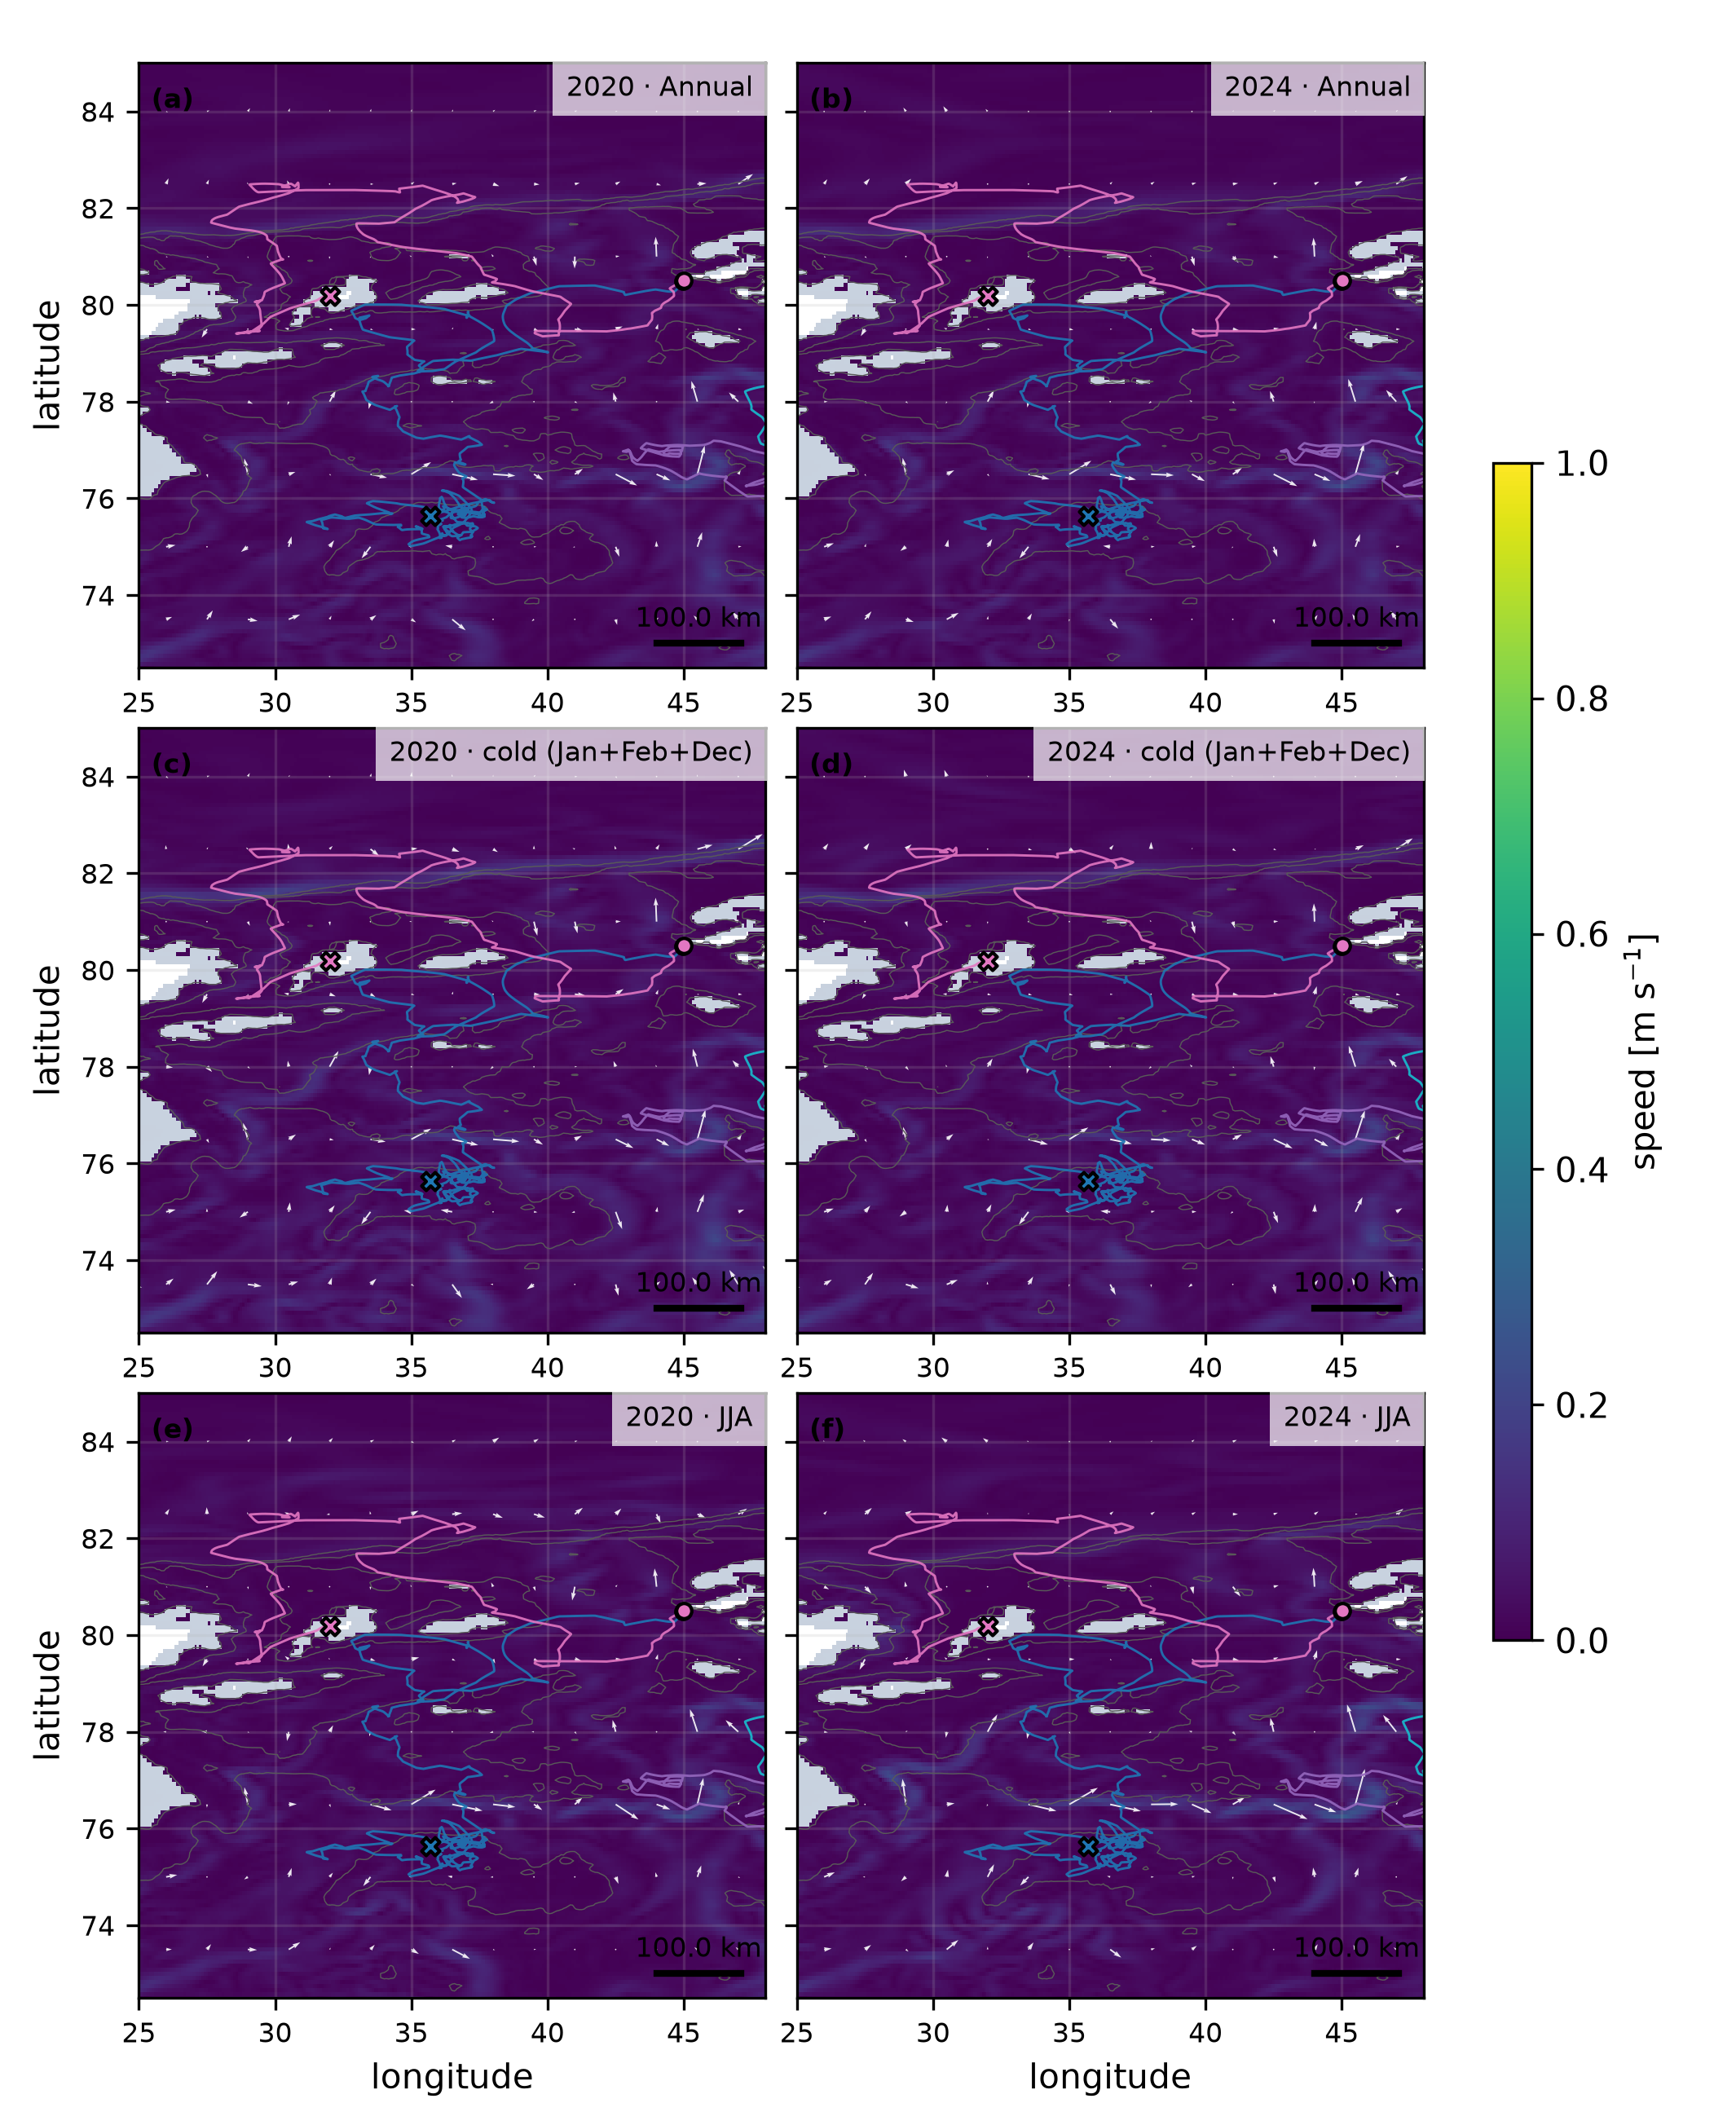 (a)
2020 · Annual
(b)
2024 · Annual
84
82
80
78
76
74
latitude
100.0 km
100.0 km
25 30 35 40 45
25 30 35 40 45
(c)
2020 · cold (Jan+Feb+Dec)
(d)
2024 · cold (Jan+Feb+Dec)
84
82
80
78
76
74
latitude
100.0 km
100.0 km
25 30 35 40 45
25 30 35 40 45
(e)
2020 · JJA
(f)
2024 · JJA
84
82
80
78
76
74
latitude
100.0 km
100.0 km
25 30 35 40 45
25 30 35 40 45
longitude
longitude
1.0
0.8
0.6
0.4
0.2
0.0
speed [m s⁻¹]